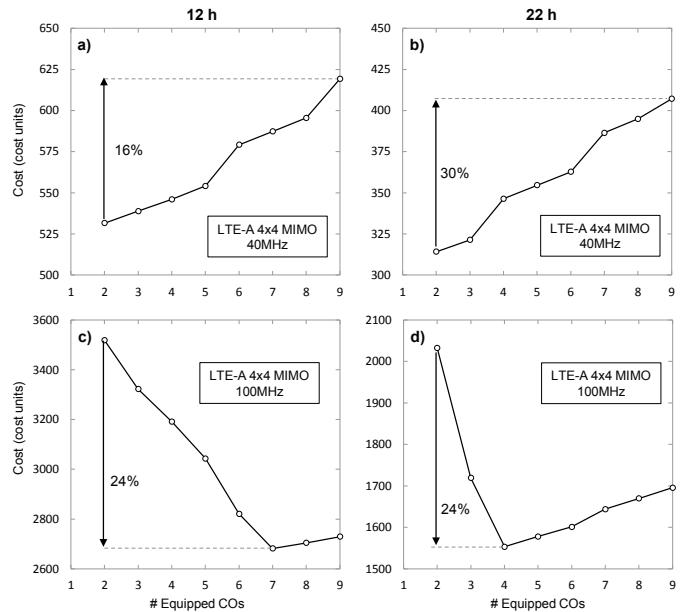 12 h
22 h
a)
650
625
600
575
550
525
500
Cost (cost units)
16%
LTE-A 4x4 MIMO
40MHz
1 2 3 4 5 6 7 8 9
b)
450
425
400
375
350
325
300
30%
LTE-A 4x4 MIMO
40MHz
1 2 3 4 5 6 7 8 9
c)
3600
3400
3200
3000
2800
2600
Cost (cost units)
24%
LTE-A 4x4 MIMO
100MHz
1 2 3 4 5 6 7 8 9
# Equipped COs
d)
2100
2000
1900
1800
1700
1600
1500
24%
LTE-A 4x4 MIMO
100MHz
1 2 3 4 5 6 7 8 9
# Equipped COs